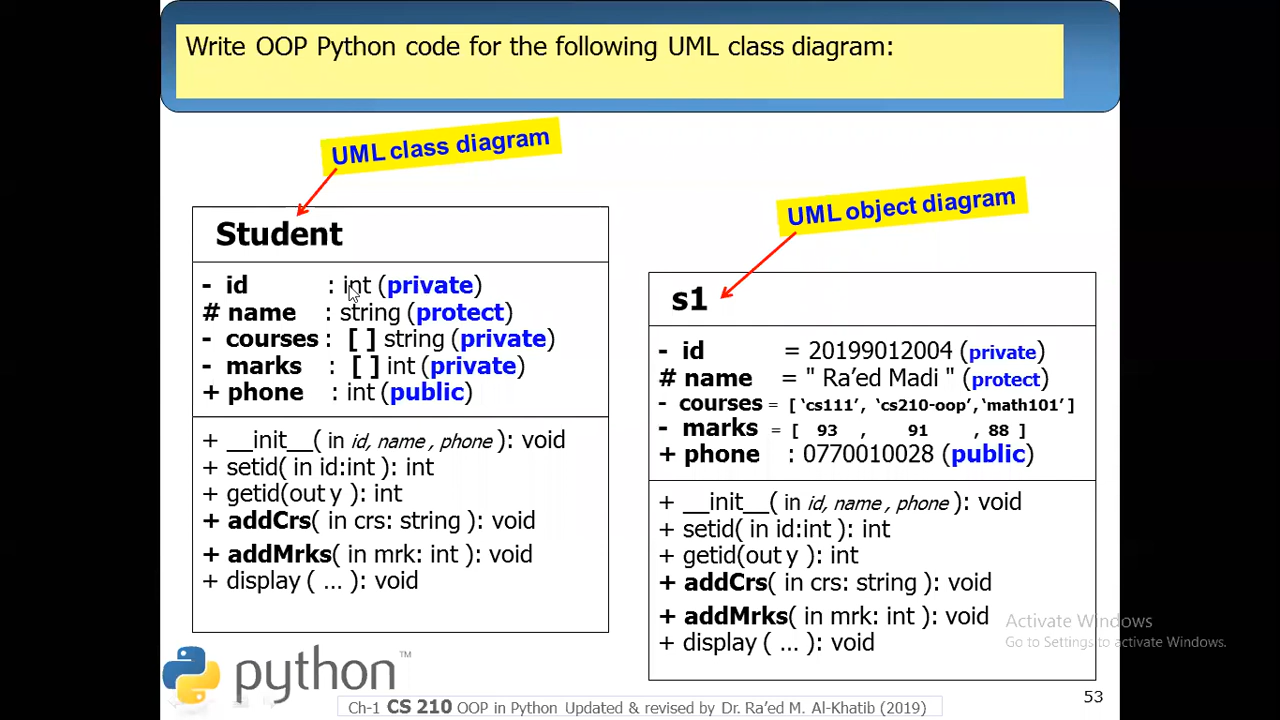 Write OOP Python code for the following UML class diagram:
UML class diagram
UML object diagram
Student
- id : int (private)
# name : string (protect)
- courses : [ ] string (private)
- marks : [ ] int (private)
+ phone : int (public)
+ __init__( in id, name , phone ): void
+ setid( in id:int ): int
+ getid(out y ): int
+ addCrs( in crs: string ): void
+ addMrks( in mrk: int ): void
+ display ( ... ): void
s1
- id = 20199012004 (private)
# name = " Ra’ed Madi " (protect)
- courses = [ ‘cs111’, ‘cs210-oop’,‘math101’ ]
- marks = [ 93 , 91 , 88 ]
+ phone : 0770010028 (public)
+ __init__( in id, name , phone ): void
+ setid( in id:int ): int
+ getid(out y ): int
+ addCrs( in crs: string ): void
+ addMrks( in mrk: int ): void
+ display ( ... ): void
Activate Windows
Go to Settings to activate Windows.
python™
Ch-1 CS 210 OOP in Python Updated & revised by Dr. Ra’ed M. Al-Khatib (2019)
53